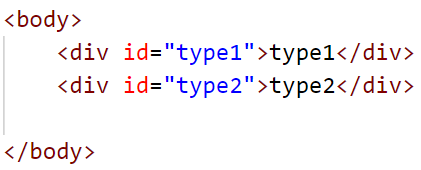 <body>
    <div id="type1">type1</div>
    <div id="type2">type2</div>
</body>